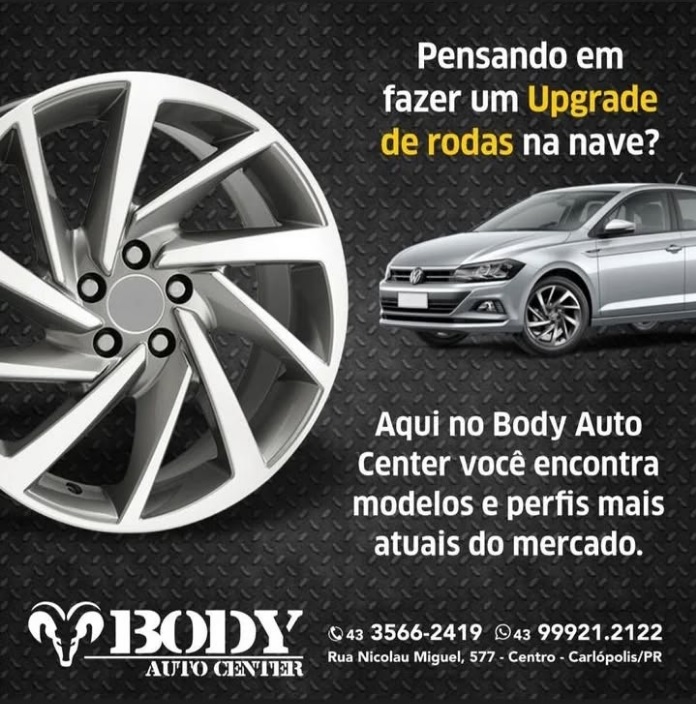 Pensando em
fazer um Upgrade
de rodas na nave?
Aqui no Body Auto
Center você encontra
modelos e perfis mais
atuais do mercado.
BODY
AUTO CENTER
43 3566-2419 43 99921.2122
Rua Nicolau Miguel, 577 - Centro - Carlópolis/PR